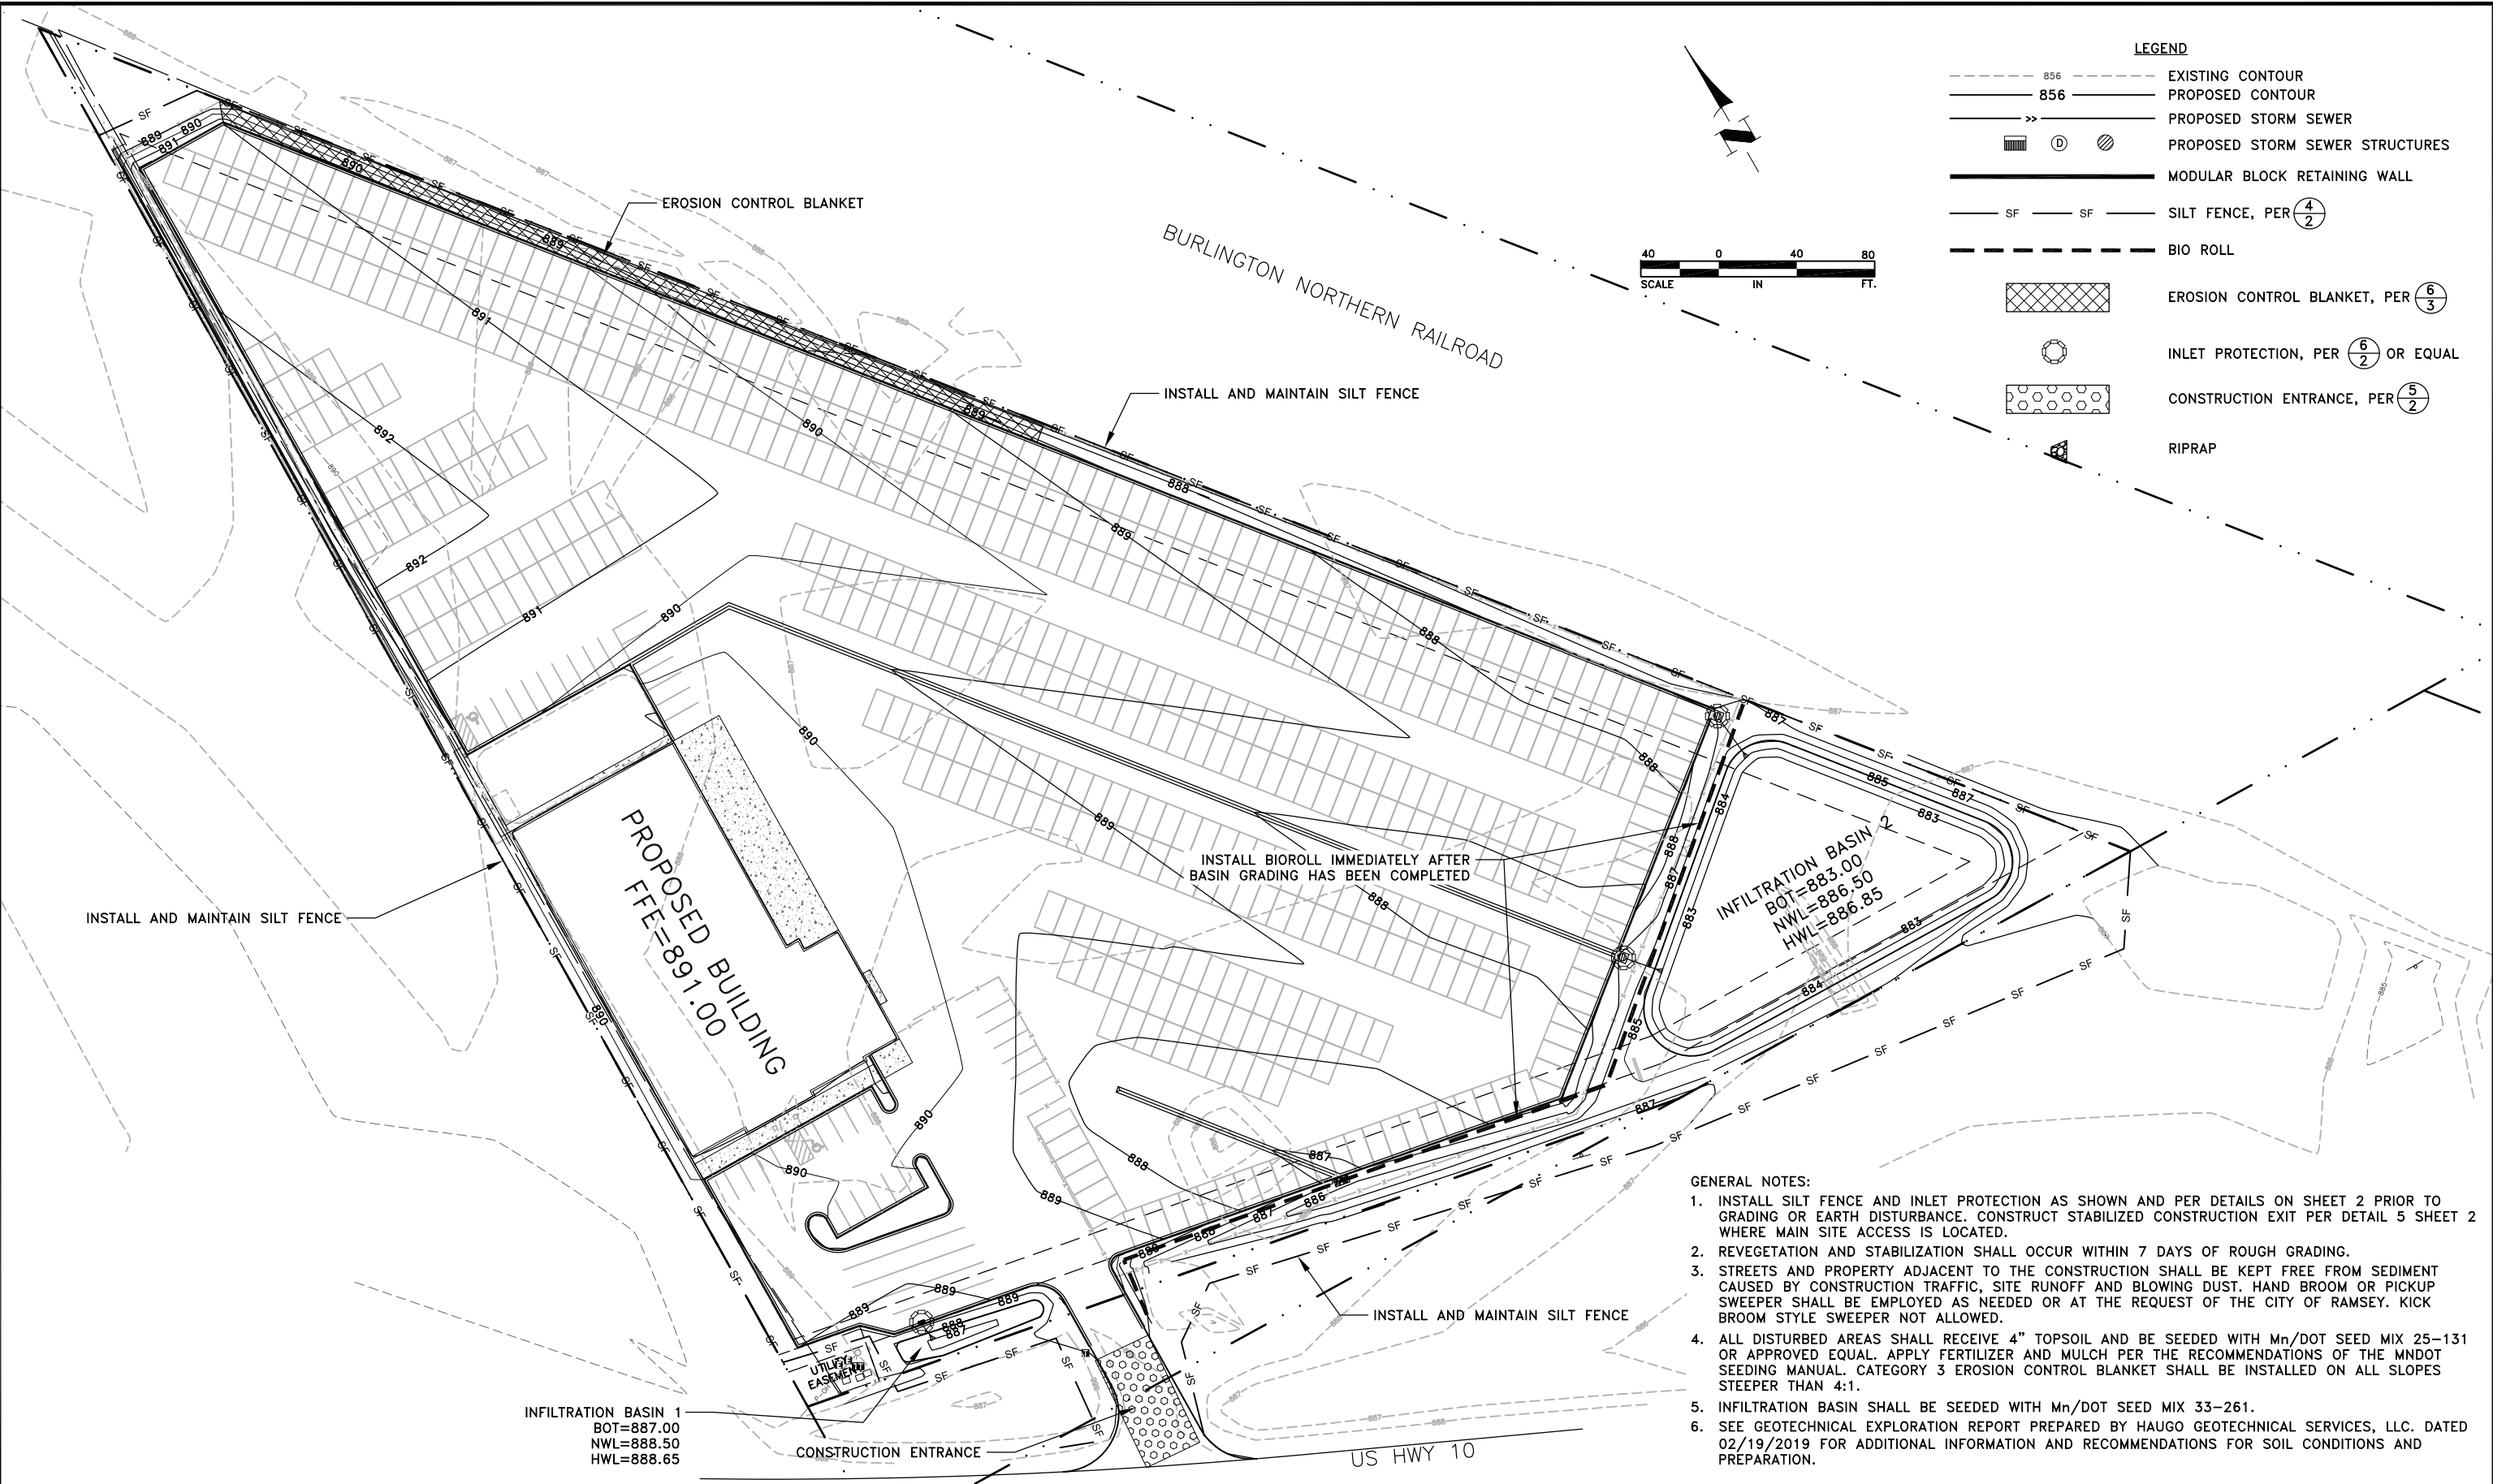 LEGEND
856 EXISTING CONTOUR
856 PROPOSED CONTOUR
>> PROPOSED STORM SEWER
D PROPOSED STORM SEWER STRUCTURES
MODULAR BLOCK RETAINING WALL
SF SF SILT FENCE, PER 4/2
BIO ROLL
EROSION CONTROL BLANKET, PER 6/3
INLET PROTECTION, PER 6/2 OR EQUAL
CONSTRUCTION ENTRANCE, PER 5/2
RIPRAP
40 0 40 80
SCALE IN FT.
BURLINGTON NORTHERN RAILROAD
EROSION CONTROL BLANKET
INSTALL AND MAINTAIN SILT FENCE
889
890
891
890
889
891
892
892
891
890
890
889
889
888
889
888
888
890
889
888
INSTALL BIOROLL IMMEDIATELY AFTER
BASIN GRADING HAS BEEN COMPLETED
887
885
887
883
884
888
887
883
883
884
885
INFILTRATION BASIN 2
BOT=883.00
NWL=886.50
HWL=886.85
PROPOSED BUILDING
FFE=891.00
INSTALL AND MAINTAIN SILT FENCE
890
890
890
889
888
887
886
887
888
889
887
889
889
889
888
887
UTILITY
EASEMENT
INFILTRATION BASIN 1
BOT=887.00
NWL=888.50
HWL=888.65
CONSTRUCTION ENTRANCE
INSTALL AND MAINTAIN SILT FENCE
US HWY 10
GENERAL NOTES:
1. INSTALL SILT FENCE AND INLET PROTECTION AS SHOWN AND PER DETAILS ON SHEET 2 PRIOR TO
GRADING OR EARTH DISTURBANCE. CONSTRUCT STABILIZED CONSTRUCTION EXIT PER DETAIL 5 SHEET 2
WHERE MAIN SITE ACCESS IS LOCATED.
2. REVEGETATION AND STABILIZATION SHALL OCCUR WITHIN 7 DAYS OF ROUGH GRADING.
3. STREETS AND PROPERTY ADJACENT TO THE CONSTRUCTION SHALL BE KEPT FREE FROM SEDIMENT
CAUSED BY CONSTRUCTION TRAFFIC, SITE RUNOFF AND BLOWING DUST. HAND BROOM OR PICKUP
SWEEPER SHALL BE EMPLOYED AS NEEDED OR AT THE REQUEST OF THE CITY OF RAMSEY. KICK
BROOM STYLE SWEEPER NOT ALLOWED.
4. ALL DISTURBED AREAS SHALL RECEIVE 4" TOPSOIL AND BE SEEDED WITH Mn/DOT SEED MIX 25-131
OR APPROVED EQUAL. APPLY FERTILIZER AND MULCH PER THE RECOMMENDATIONS OF THE MNDOT
SEEDING MANUAL. CATEGORY 3 EROSION CONTROL BLANKET SHALL BE INSTALLED ON ALL SLOPES
STEEPER THAN 4:1.
5. INFILTRATION BASIN SHALL BE SEEDED WITH Mn/DOT SEED MIX 33-261.
6. SEE GEOTECHNICAL EXPLORATION REPORT PREPARED BY HAUGO GEOTECHNICAL SERVICES, LLC. DATED
02/19/2019 FOR ADDITIONAL INFORMATION AND RECOMMENDATIONS FOR SOIL CONDITIONS AND
PREPARATION.